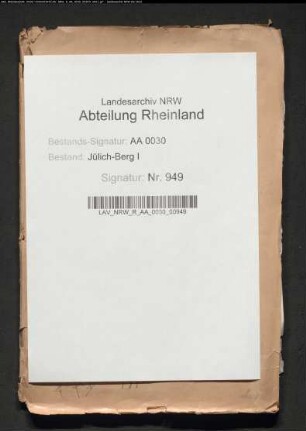 Landesarchiv NRW
Abteilung Rheinland
Bestands-Signatur: AA 0030
Bestand: Jülich-Berg I
Signatur: Nr. 949
LAV_NRW_R_AA_0030_00949